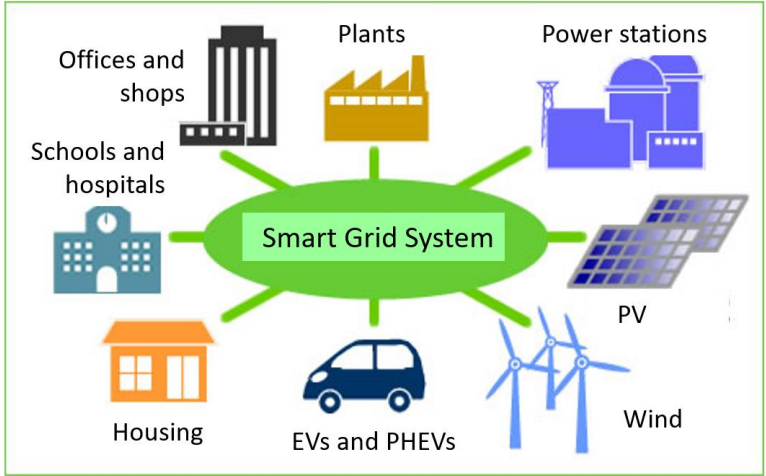 Plants
Power stations
Offices and
shops
Schools and
hospitals
Smart Grid System
PV
Housing
EVs and PHEVs
Wind